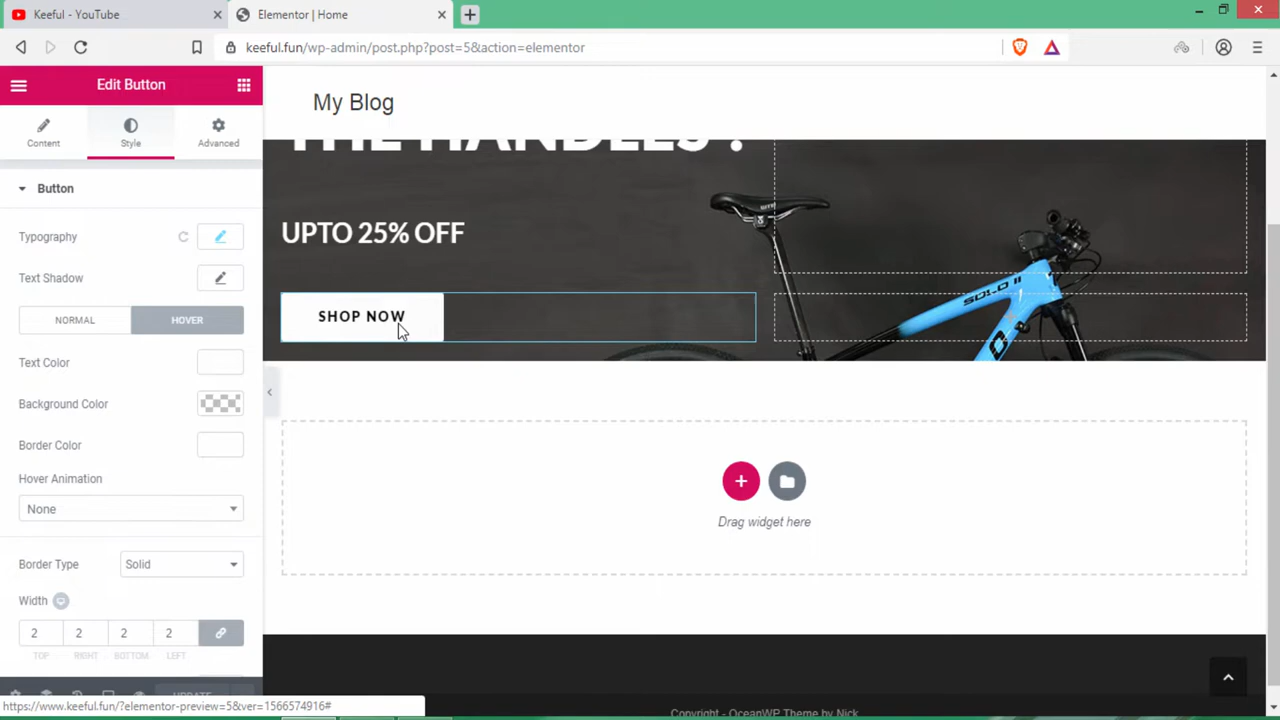 Keeful - YouTube
Elementor | Home
keeful.fun/wp-admin/post.php?post=5&action=elementor
Edit Button
My Blog
Content
Style
Advanced
Button
Typography
UPTO 25% OFF
Text Shadow
NORMAL
HOVER
SHOP NOW
SOLO II
Text Color
Background Color
Border Color
Hover Animation
None
Drag widget here
Border Type
Solid
Width
2 2 2 2
TOP RIGHT BOTTOM LEFT
https://www.keeful.fun/?elementor-preview=5&ver=1566574916#
Copyright - OceanWP Theme by Nick